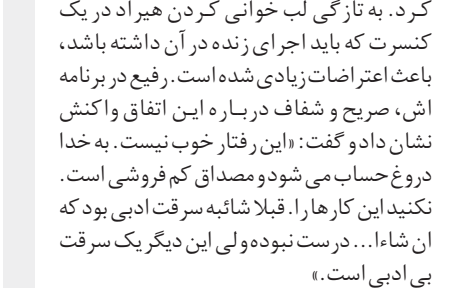 کرد. به تازگی لب خوانی کردن هیراد در یک
کنسرت که باید اجرای زنده در آن داشته باشد،
باعث اعتراضات زیادی شده است. رفیع در برنامه
اش، صریح و شفاف درباره این اتفاق واکنش
نشان داد و گفت: «این رفتار خوب نیست. به خدا
دروغ حساب می شود و مصداق کم فروشی است.
نکنید این کارها را. قبلا شائبه سرقت ادبی بود که
ان شاءا... درست نبوده ولی این دیگر یک سرقت
بی ادبی است.»